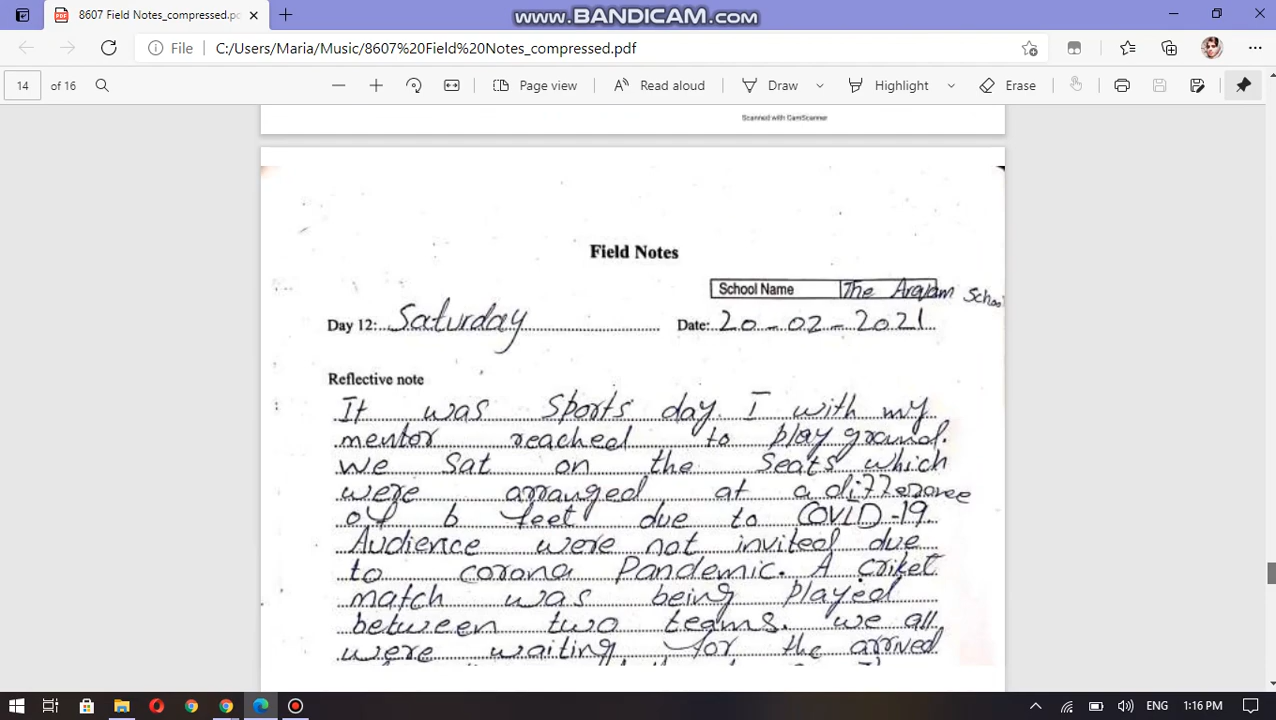 8607 Field Notes_compressed.pd
www.BANDICAM.com
File C:/Users/Maria/Music/8607%20Field%20Notes_compressed.pdf
14 of 16 Page view Read aloud Draw Highlight Erase
Scanned with CamScanner
Field Notes
School Name The Arqam School
Day 12: Saturday Date: 20-02-2021
Reflective note
It was Sports day. I with my
mentor reached to play ground.
We Sat on the Seats which
were arranged at a difference
of 6 feet due to COVID-19.
Audience were not invited due
to corona Pandemic. A criket
match was being played
between two teams. we all
were waiting for the arrived
ENG 1:16 PM